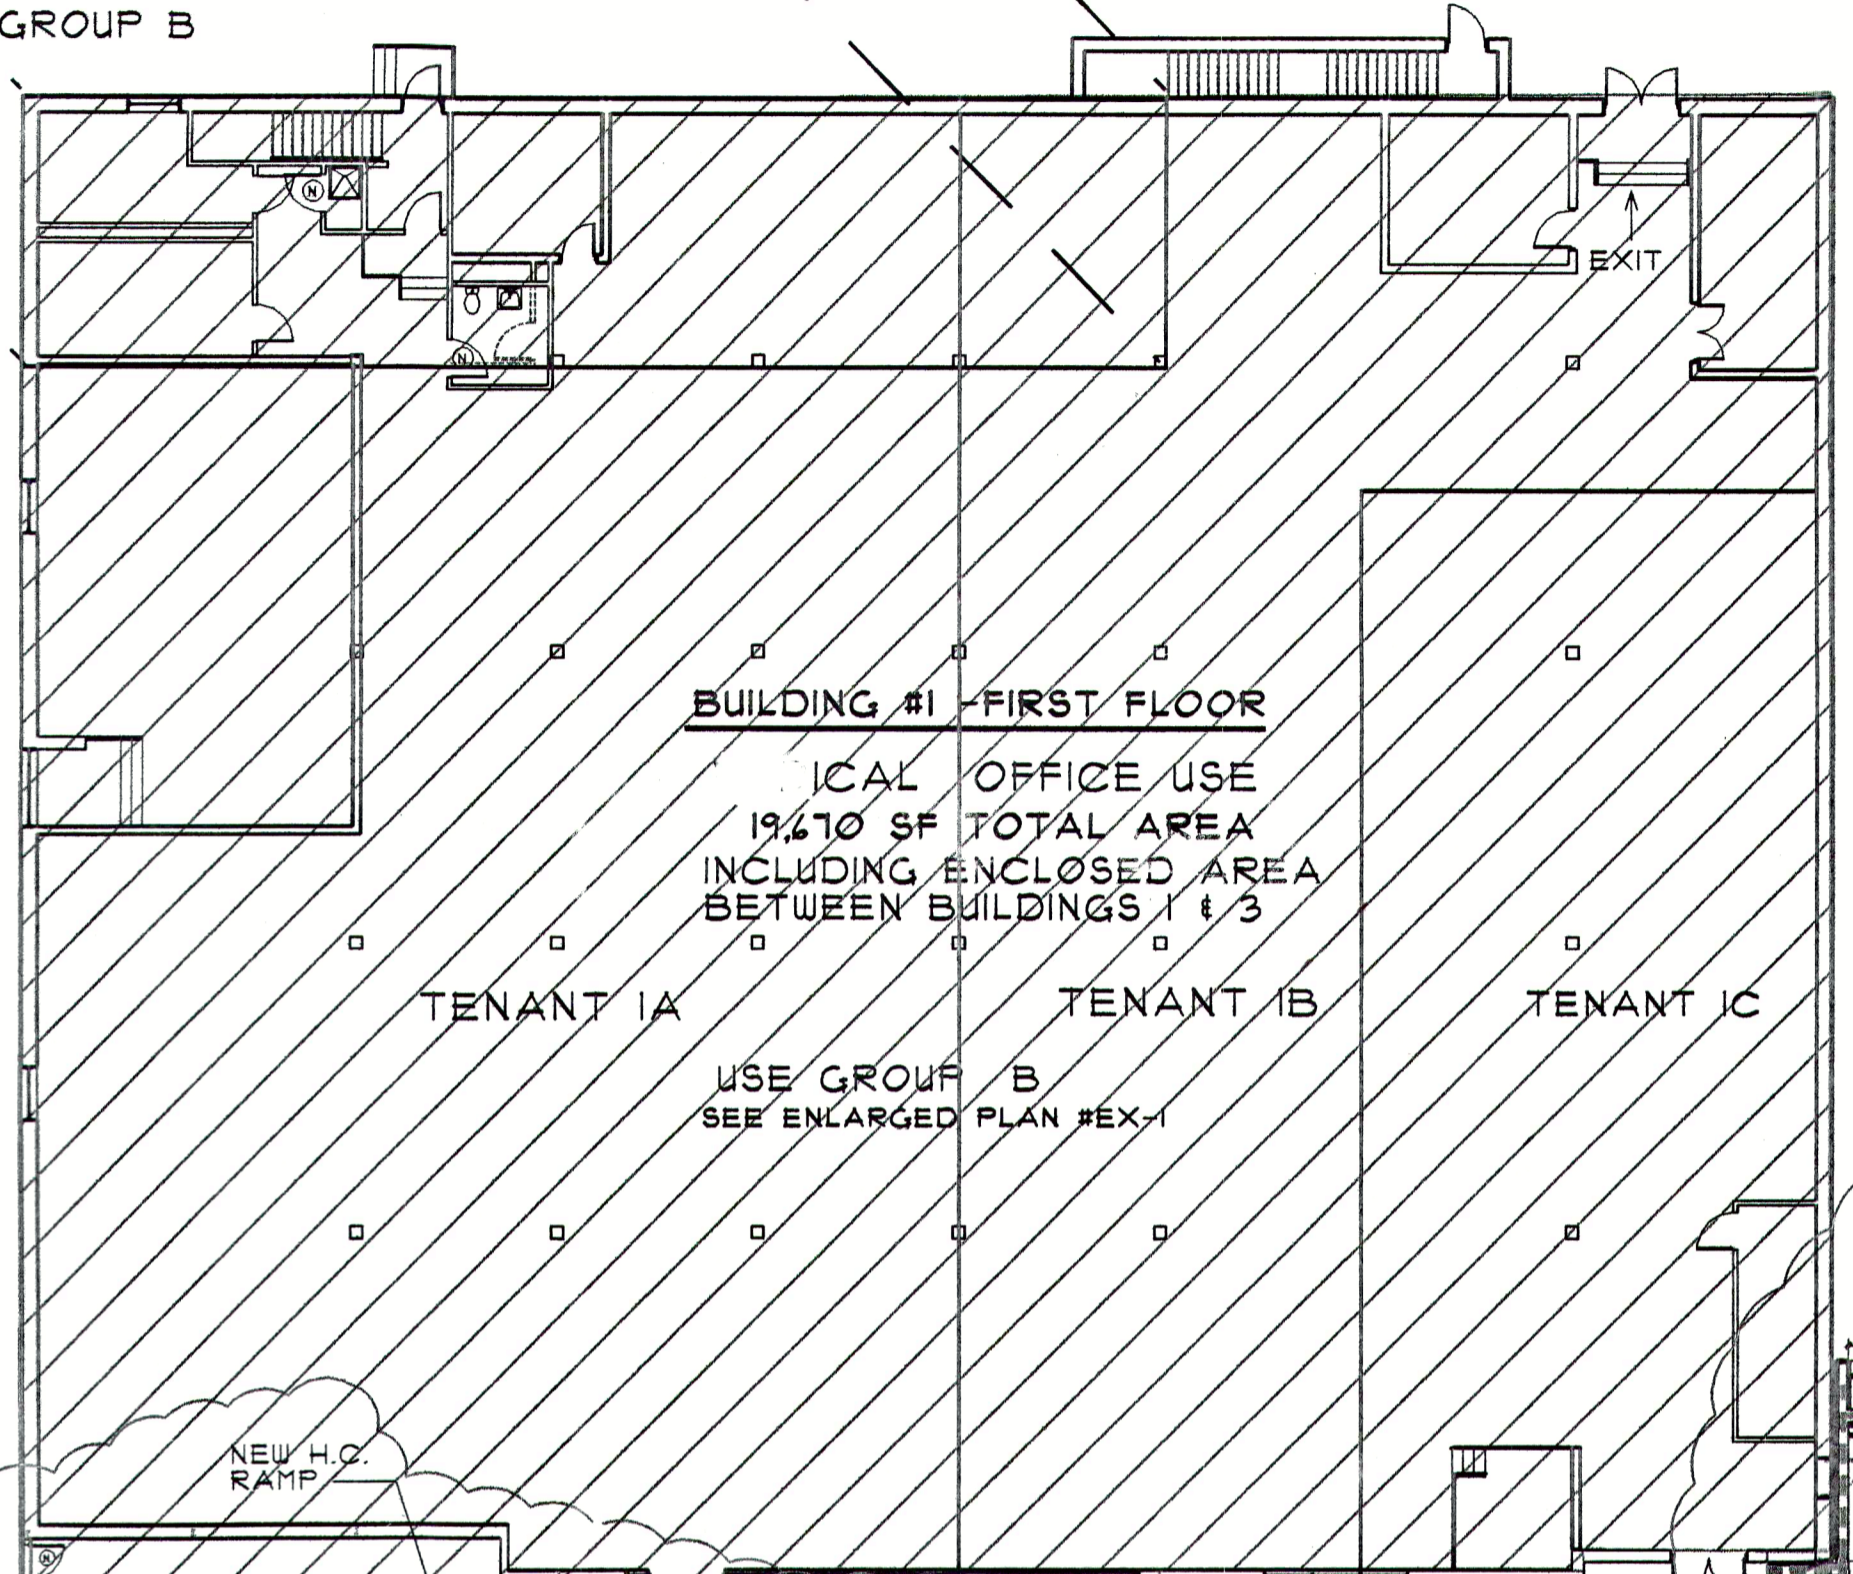 GROUP B
N
EXIT
N
BUILDING #1 -FIRST FLOOR
ICAL OFFICE USE
19,670 SF TOTAL AREA
INCLUDING ENCLOSED AREA
BETWEEN BUILDINGS 1 & 3
TENANT 1A
TENANT 1B
TENANT 1C
USE GROUP B
SEE ENLARGED PLAN #EX-1
NEW H.C.
RAMP
N